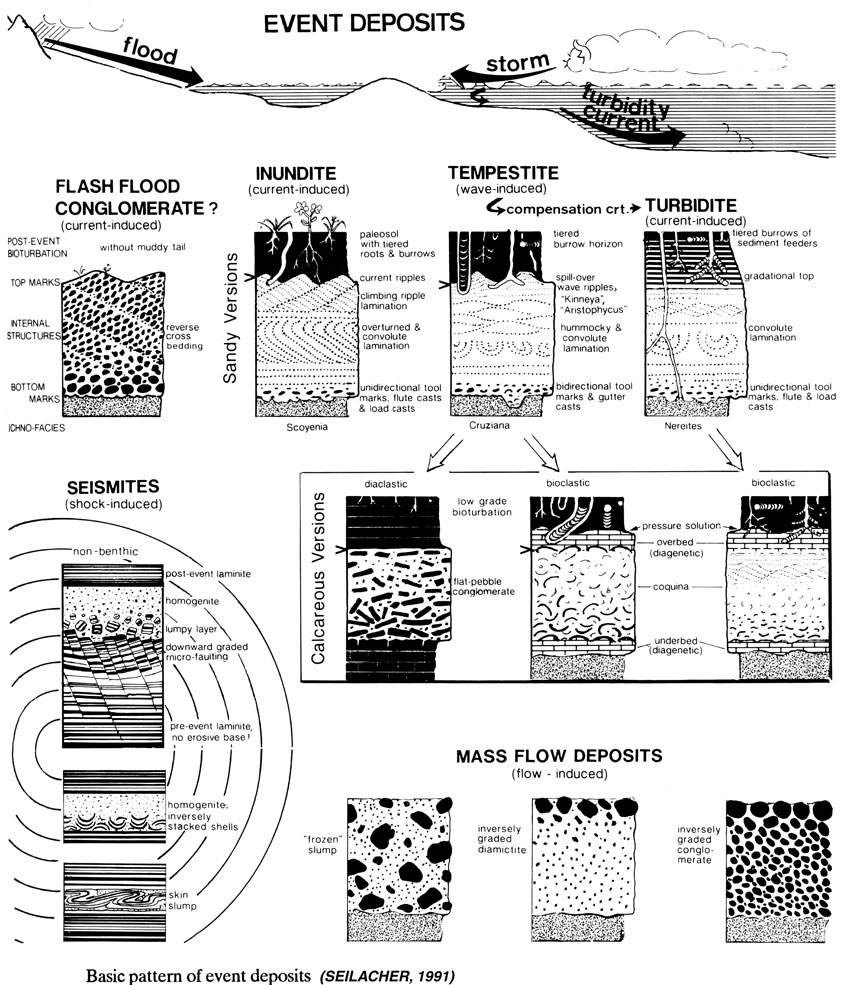 EVENT DEPOSITS
flood
storm
turbidity
current
FLASH FLOOD
CONGLOMERATE ?
(current-induced)
INUNDITE
(current-induced)
TEMPESTITE
(wave-induced)
compensation crt.
TURBIDITE
(current-induced)
POST-EVENT
BIOTURBATION
without muddy tail
TOP MARKS
INTERNAL
STRUCTURES
reverse
cross
bedding
BOTTOM
MARKS
ICHNO-FACIES
Sandy Versions
paleosol
with tiered
roots & burrows
current ripples
climbing ripple
lamination
overturned &
convolute
lamination
unidirectional tool
marks, flute casts
& load casts
Scoyenia
tiered
burrow horizon
spill-over
wave ripples,
"Kinneya",
"Aristophycus"
hummocky &
convolute
lamination
bidirectional tool
marks & gutter
casts
Cruziana
tiered burrows of
sediment feeders
gradational top
convolute
lamination
unidirectional tool
marks, flute & load
casts
Nereites
SEISMITES
(shock-induced)
non-benthic
post-event laminite
homogenite
lumpy layer
downward graded
micro-faulting
pre-event laminite,
no erosive base!
homogenite,
inversely
stacked shells
skin
slump
Calcareous Versions
diaclastic
low grade
bioturbation
flat-pebble
conglomerate
bioclastic
pressure solution
overbed
(diagenetic)
coquina
underbed
(diagenetic)
bioclastic
MASS FLOW DEPOSITS
(flow - induced)
"frozen"
slump
inversely
graded
diamictite
inversely
graded
conglo-
merate
Basic pattern of event deposits (SEILACHER, 1991)